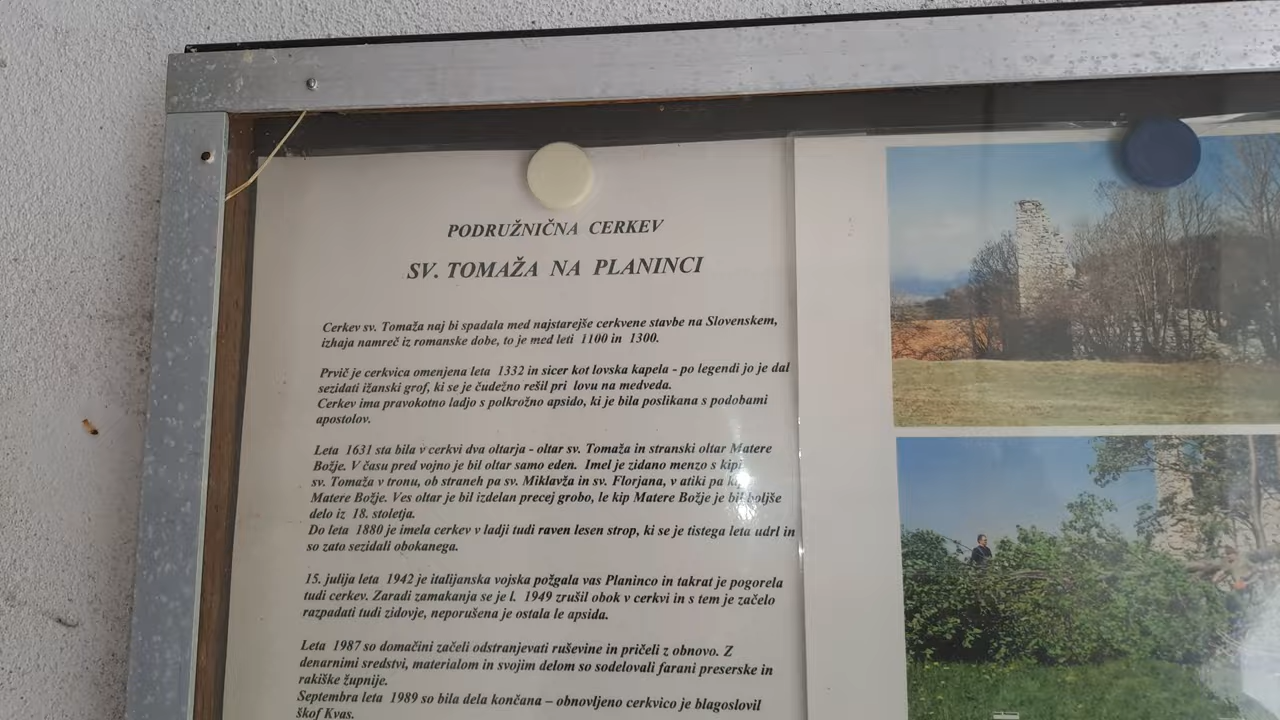 PODRUŽNIČNA CERKEV
SV. TOMAŽA NA PLANINCI
Cerkev sv. Tomaža naj bi spadala med najstarejše cerkvene stavbe na Slovenskem,
izhaja namreč iz romanske dobe, to je med leti 1100 in 1300.
Prvič je cerkvica omenjena leta 1332 in sicer kot lovska kapela - po legendi jo je dal
sezidati ižanski grof, ki se je čudežno rešil pri lovu na medveda.
Cerkev ima pravokotno ladjo s polkrožno apsido, ki je bila poslikana s podobami
apostolov.
Leta 1631 sta bila v cerkvi dva oltarja - oltar sv. Tomaža in stranski oltar Matere
Božje. V času pred vojno je bil oltar samo eden. Imel je zidano menzo s
sv. Tomaža v tronu, ob straneh pa sv. Miklavža in sv. Florjana, v atiki pa
Matere Božje. Ves oltar je bil izdelan precej grobo, le kip Matere Božje je bil boljše
delo iz 18. stoletja.
Do leta 1880 je imela cerkev v ladji tudi raven lesen strop, ki se je tistega leta udrl in
so zato sezidali obokanega.
15. julija leta 1942 je italijanska vojska požgala vas Planinco in takrat je pogorela
tudi cerkev. Zaradi zamakanja se je l. 1949 zrušil obok v cerkvi in s tem je začelo
razpadati tudi zidovje, neporušena je ostala le apsida.
Leta 1987 so domačini začeli odstranjevati ruševine in pričeli z obnovo. Z
denarnimi sredstvi, materialom in svojim delom so sodelovali farani preserske in
rakiške župnije.
Septembra leta 1989 so bila dela končana – obnovljeno cerkvico je blagoslovil
škof Kvas.